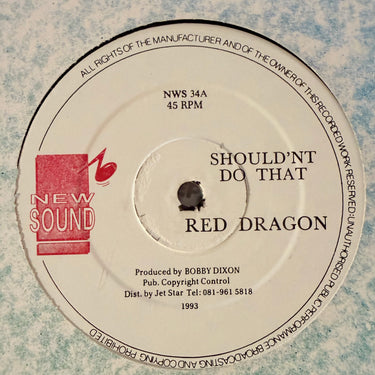 ALL RIGHTS OF THE MANUFACTURER AND OF THE OWNER OF THIS RECORDED WORK RESERVED·UNAUTHORISED PUBLIC PERFORMANCE BROADCASTING AND COPYING PROHIBITED
NWS 34A
45 RPM
NEW
SOUND
SHOULD'NT
DO THAT
RED DRAGON
Produced by BOBBY DIXON
Pub. Copyright Control
Dist. by Jet Star Tel: 081-961 5818
1993